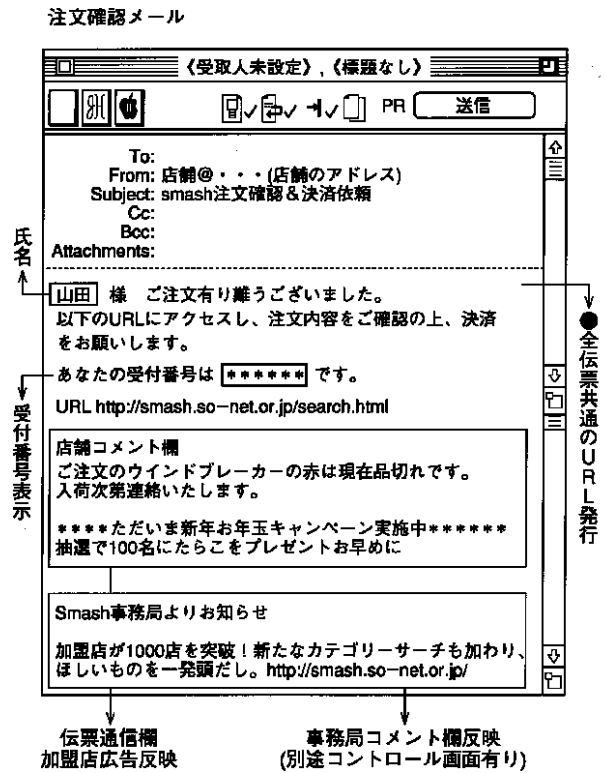 注文確認メール
《受取人未設定》,《標題なし》
PR 送信
To:
From: 店舗@・・・(店舗のアドレス)
Subject: smash注文確認&決済依頼
Cc:
Bcc:
Attachments:
氏名
山田 様 ご注文有り難うございました。
以下のURLにアクセスし、注文内容をご確認の上、決済
をお願いします。
●全伝票共通のURL発行
あなたの受付番号は ****** です。
受付番号表示
URL http://smash.so-net.or.jp/search.html
店舗コメント欄
ご注文のウインドブレーカーの赤は現在品切れです。
入荷次第連絡いたします。
****ただいま新年お年玉キャンペーン実施中******
抽選で100名にたらこをプレゼントお早めに
Smash事務局よりお知らせ
加盟店が1000店を突破!新たなカテゴリーサーチも加わり、
ほしいものを一発頭だし。http://smash.so-net.or.jp/
伝票通信欄
加盟店広告反映
事務局コメント欄反映
(別途コントロール画面有り)